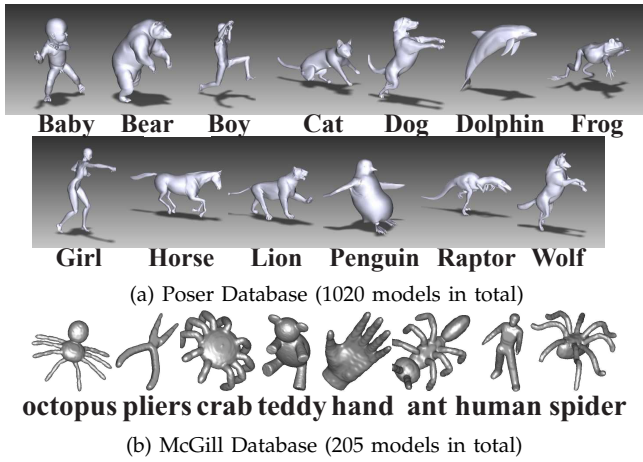 Baby Bear Boy Cat Dog Dolphin Frog
Girl Horse Lion Penguin Raptor Wolf
(a) Poser Database (1020 models in total)
octopus pliers crab teddy hand ant human spider
(b) McGill Database (205 models in total)